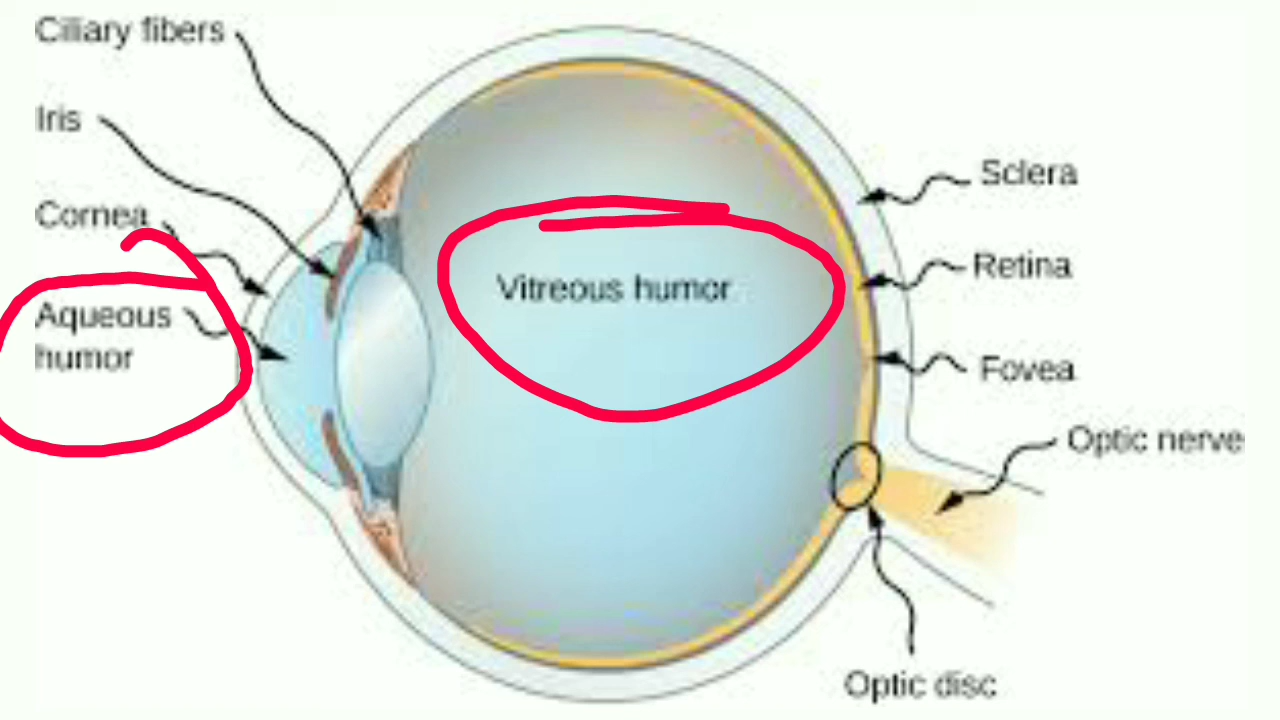 Ciliary fibers
Iris
Cornea
Aqueous
humor
Vitreous humor
Sclera
Retina
Fovea
Optic nerve
Optic disc